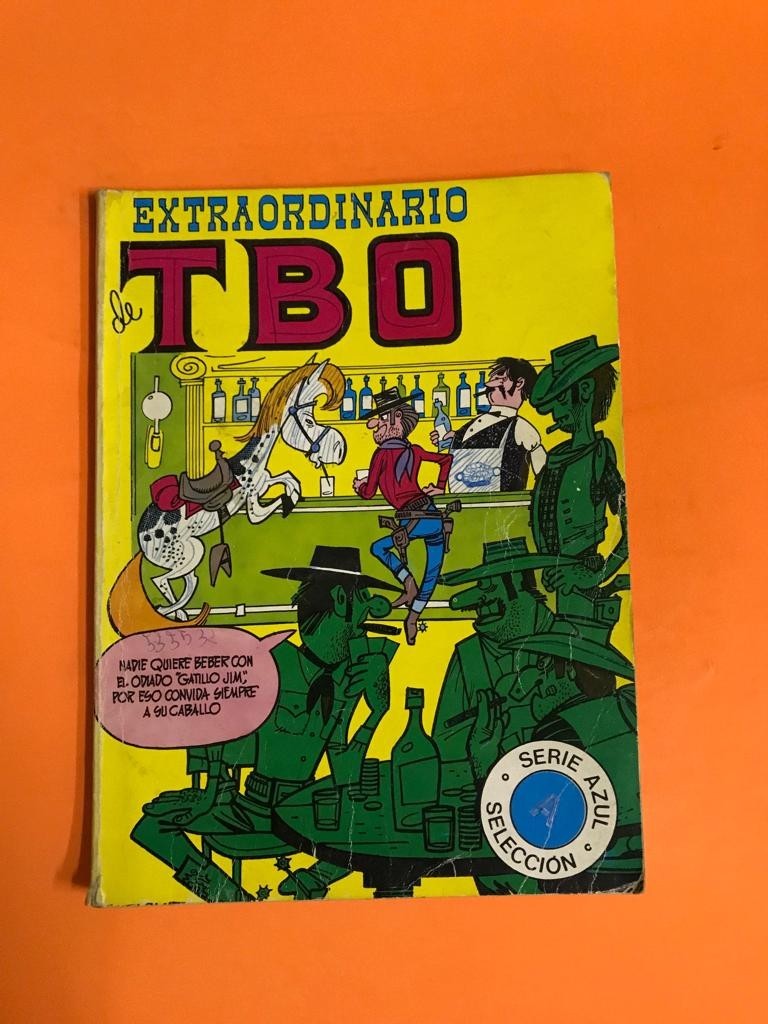 EXTRAORDINARIO
de TBO
53353
NADIE QUIERE BEBER CON
EL ODIADO "GATILLO JIM",
POR ESO CONVIDA SIEMPRE
A SU CABALLO
SERIE AZUL
A
SELECCIÓN